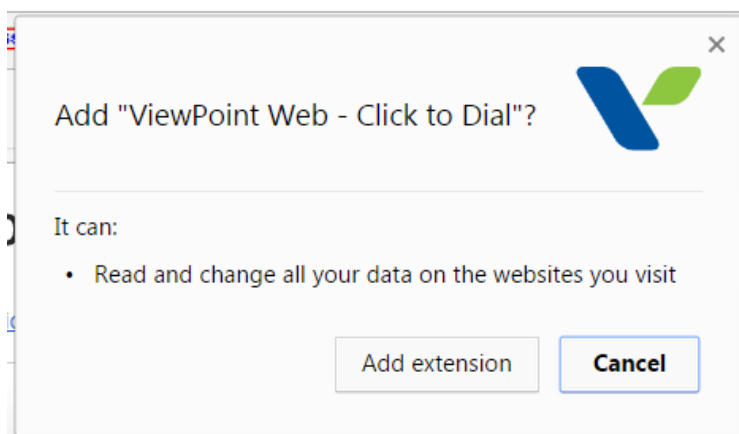 Add "ViewPoint Web - Click to Dial"?
It can:
• Read and change all your data on the websites you visit
Add extension
Cancel